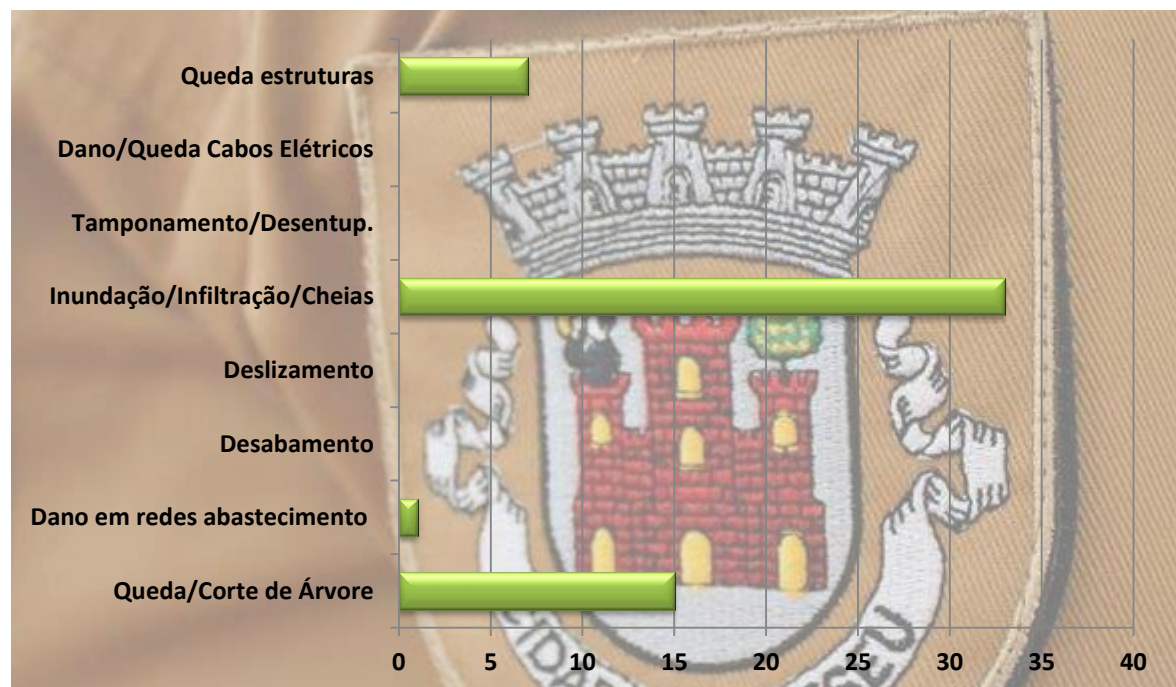 Queda estruturas
Dano/Queda Cabos Elétricos
Tamponamento/Desentup.
Inundação/Infiltração/Cheias
Deslizamento
Desabamento
Dano em redes abastecimento
Queda/Corte de Árvore
0 5 10 15 20 25 30 35 40